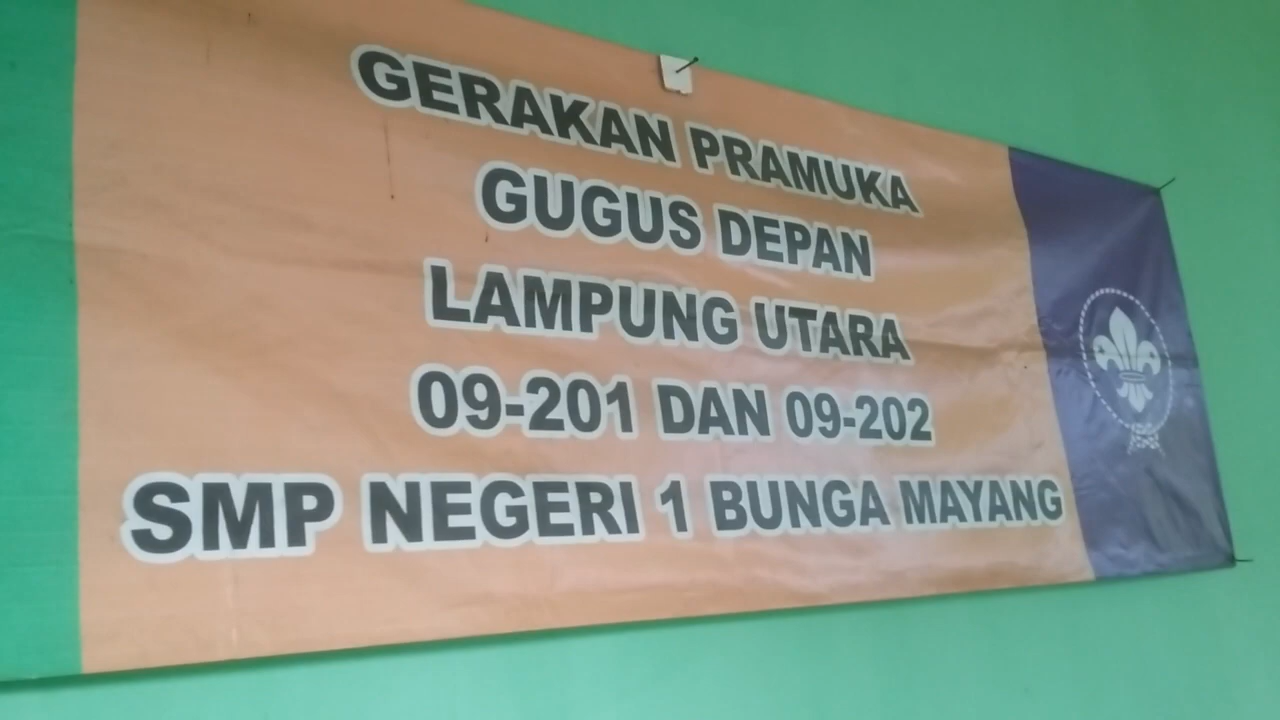 GERAKAN PRAMUKA
GUGUS DEPAN
LAMPUNG UTARA
09-201 DAN 09-202
SMP NEGERI 1 BUNGA MAYANG